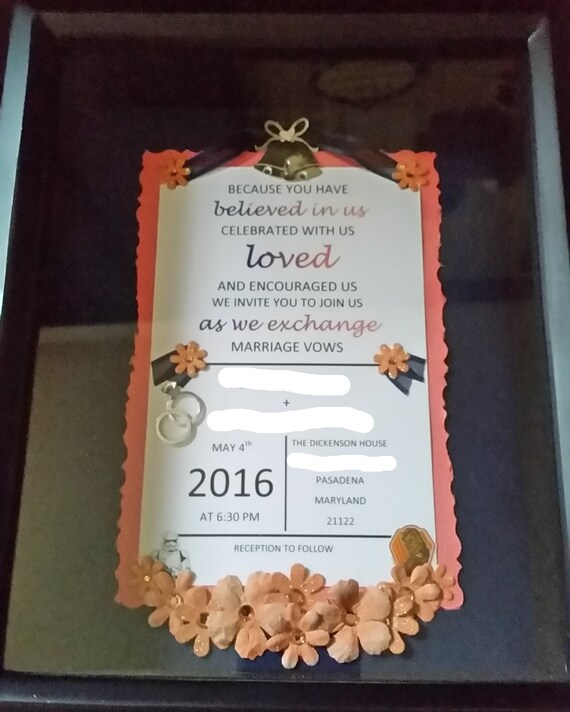 BECAUSE YOU HAVE
believed in us
CELEBRATED WITH US
loved
AND ENCOURAGED US
WE INVITE YOU TO JOIN US
as we exchange
MARRIAGE VOWS
+
MAY 4th
2016
AT 6:30 PM
THE DICKENSON HOUSE
PASADENA
MARYLAND
21122
RECEPTION TO FOLLOW